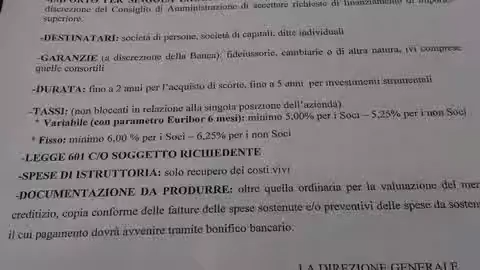 -IMPORTO PER SINGOLA
discrezione del Consiglio di Amministrazione di accettare richieste di finanziamento di importo
superiore.
-DESTINATARI: società di persone, società di capitali, ditte individuali
-GARANZIE (a discrezione della Banca): fideiussorie, cambiarie o di altra natura, ivi comprese
quelle consortili
-DURATA: fino a 2 anni per l'acquisto di scorte, fino a 5 anni per investimenti strumentali
-TASSI: (non bloccati in relazione alla singola posizione dell'azienda)
* Variabile (con parametro Euribor 6 mesi): minimo 5,00% per i Soci – 5,25% per i non Soci
* Fisso: minimo 6,00 % per i Soci – 6,25% per i non Soci
-LEGGE 601 C/O SOGGETTO RICHIEDENTE
-SPESE DI ISTRUTTORIA: solo recupero dei costi vivi
-DOCUMENTAZIONE DA PRODURRE: oltre quella ordinaria per la valutazione del mer
creditizio, copia conforme delle fatture delle spese sostenute e/o preventivi delle spese da sosten
il cui pagamento dovrà avvenire tramite bonifico bancario.
LA DIREZIONE GENERALE